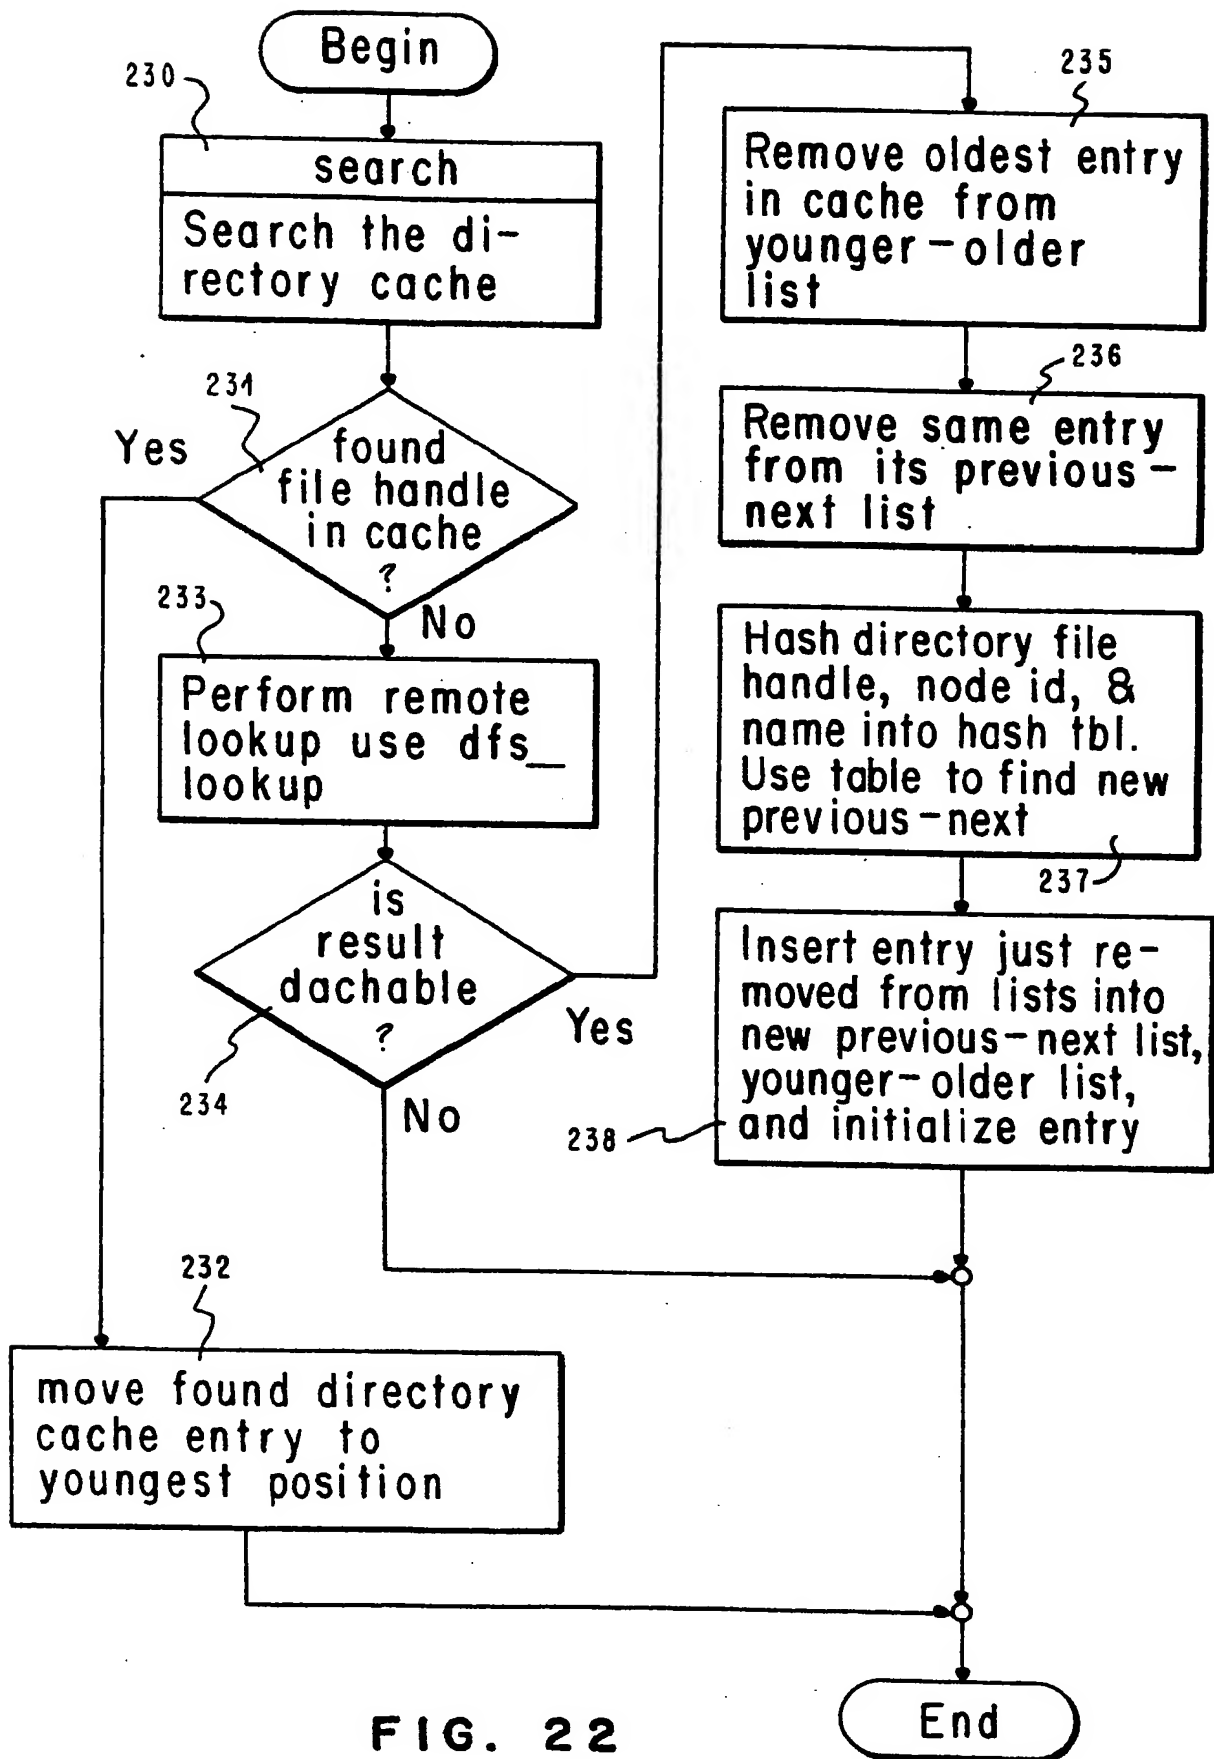 Begin
230
search
Search the di-
rectory cache
231
Yes
found
file handle
in cache
?
233
No
Perform remote
lookup use dfs_
lookup
is
result
dachable
?
Yes
234
No
232
move found directory
cache entry to
youngest position
235
Remove oldest entry
in cache from
younger-older
list
236
Remove same entry
from its previous-
next list
Hash directory file
handle, node id, &
name into hash tbl.
Use table to find new
previous-next
237
Insert entry just re-
moved from lists into
new previous-next list,
younger-older list,
and initialize entry
238
End
FIG. 22